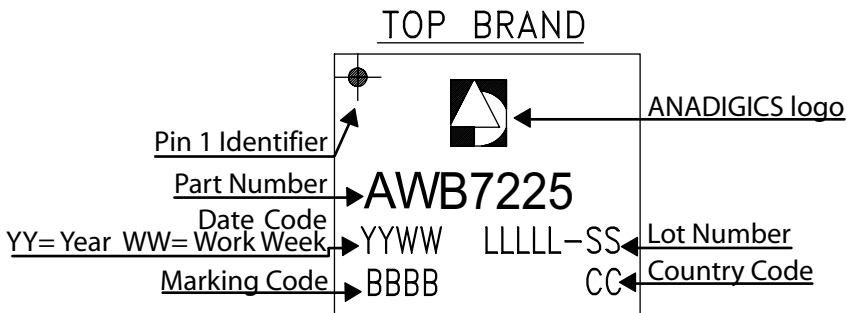 TOP BRAND
ANADIGICS logo
Pin 1 Identifier
Part Number
AWB7225
Date Code
YY= Year WW= Work Week
YYWW LLLLL-SS
Lot Number
Marking Code
BBBB CC
Country Code